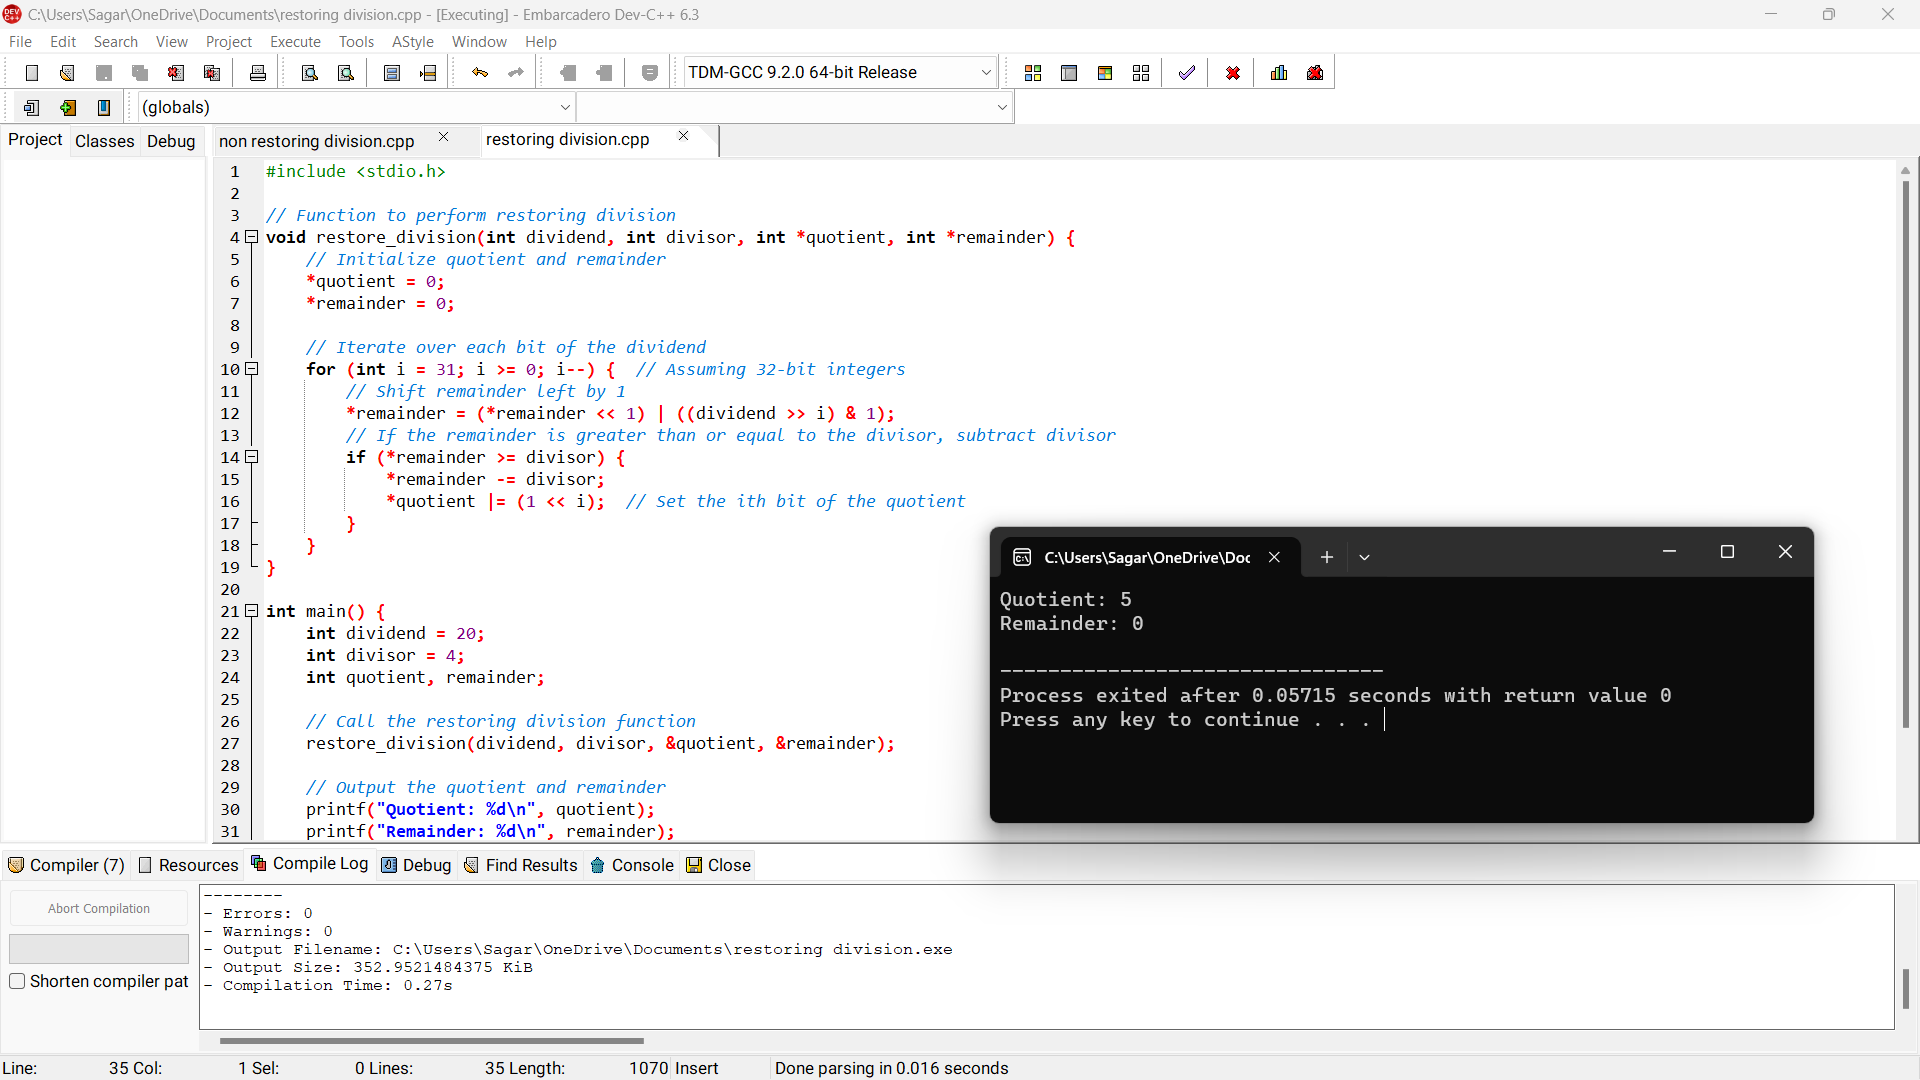 C:\Users\Sagar\OneDrive\Documents\restoring division.cpp - [Executing] - Embarcadero Dev-C++ 6.3
File Edit Search View Project Execute Tools AStyle Window Help
TDM-GCC 9.2.0 64-bit Release
(globals)
Project Classes Debug
non restoring division.cpp restoring division.cpp
1 #include <stdio.h>
2
3 // Function to perform restoring division
4 void restore_division(int dividend, int divisor, int *quotient, int *remainder) {
5 // Initialize quotient and remainder
6 *quotient = 0;
7 *remainder = 0;
8
9 // Iterate over each bit of the dividend
10 for (int i = 31; i >= 0; i--) { // Assuming 32-bit integers
11 // Shift remainder left by 1
12 *remainder = (*remainder << 1) | ((dividend >> i) & 1);
13 // If the remainder is greater than or equal to the divisor, subtract divisor
14 if (*remainder >= divisor) {
15 *remainder -= divisor;
16 *quotient |= (1 << i); // Set the ith bit of the quotient
17 }
18 }
19 }
20
21 int main() {
22 int dividend = 20;
23 int divisor = 4;
24 int quotient, remainder;
25
26 // Call the restoring division function
27 restore_division(dividend, divisor, &quotient, &remainder);
28
29 // Output the quotient and remainder
30 printf("Quotient: %d\n", quotient);
31 printf("Remainder: %d\n", remainder);
C:\Users\Sagar\OneDrive\Doc
Quotient: 5
Remainder: 0
--------------------------------
Process exited after 0.05715 seconds with return value 0
Press any key to continue . . .
Compiler (7) Resources Compile Log Debug Find Results Console Close
Abort Compilation
Shorten compiler pat
--------
- Errors: 0
- Warnings: 0
- Output Filename: C:\Users\Sagar\OneDrive\Documents\restoring division.exe
- Output Size: 352.9521484375 KiB
- Compilation Time: 0.27s
Line: 35 Col: 1 Sel: 0 Lines: 35 Length: 1070 Insert Done parsing in 0.016 seconds